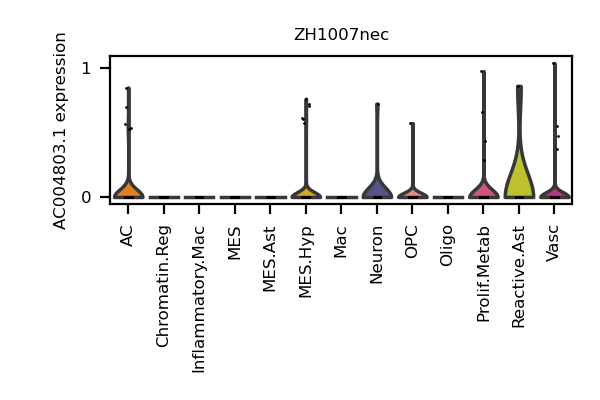 ZH1007nec
AC004803.1 expression
1
0
AC
Chromatin.Reg
Inflammatory.Mac
MES
MES.Ast
MES.Hyp
Mac
Neuron
OPC
Oligo
Prolif.Metab
Reactive.Ast
Vasc